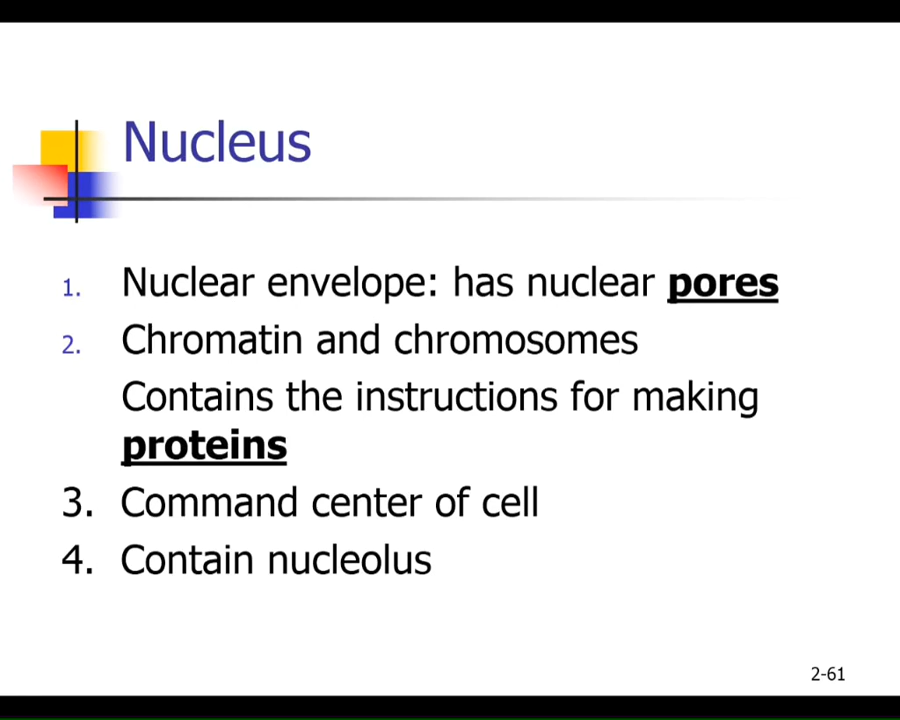 Nucleus
1. Nuclear envelope: has nuclear pores
2. Chromatin and chromosomes
Contains the instructions for making
proteins
3. Command center of cell
4. Contain nucleolus
2-61